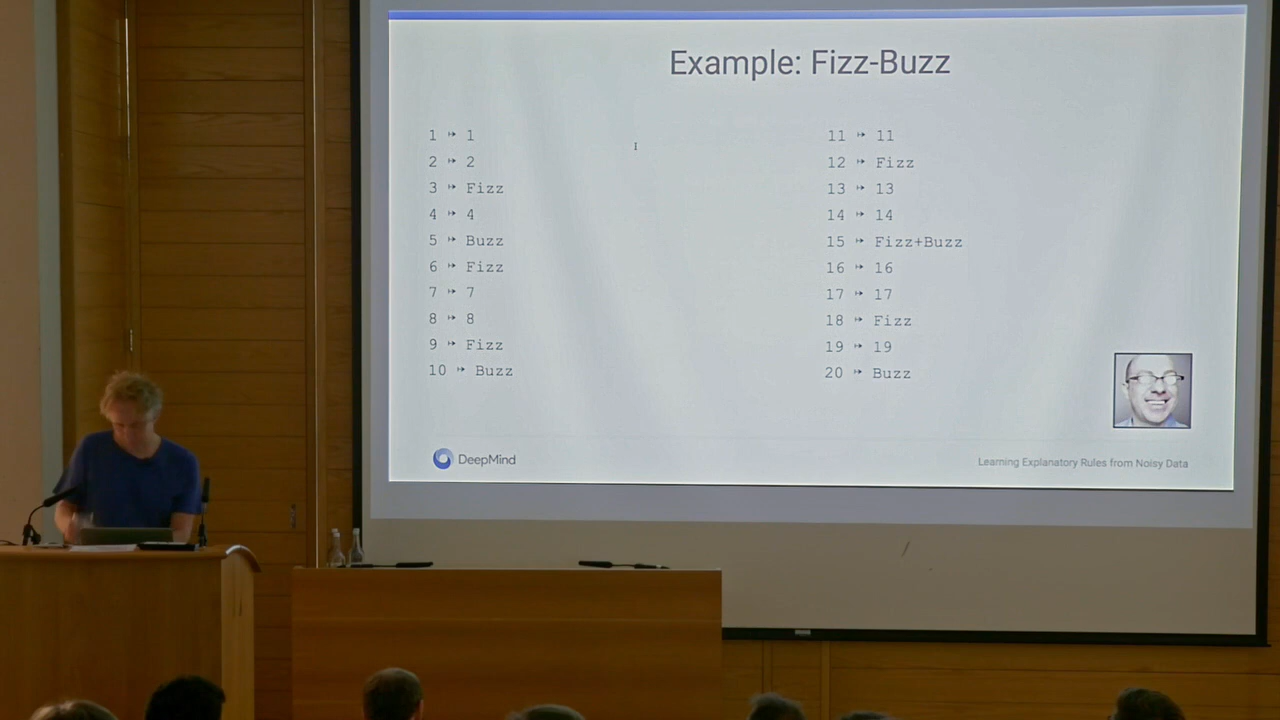 Example: Fizz-Buzz
1 ↦ 1
2 ↦ 2
3 ↦ Fizz
4 ↦ 4
5 ↦ Buzz
6 ↦ Fizz
7 ↦ 7
8 ↦ 8
9 ↦ Fizz
10 ↦ Buzz
11 ↦ 11
12 ↦ Fizz
13 ↦ 13
14 ↦ 14
15 ↦ Fizz+Buzz
16 ↦ 16
17 ↦ 17
18 ↦ Fizz
19 ↦ 19
20 ↦ Buzz
DeepMind
Learning Explanatory Rules from Noisy Data